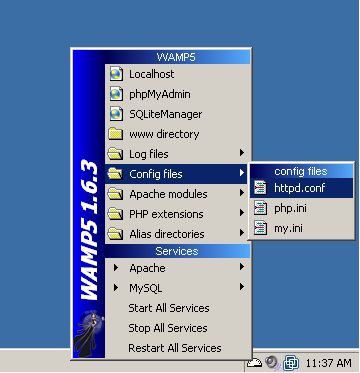 WAMP5
Localhost
phpMyAdmin
SQLiteManager
www directory
Log files
Config files
Apache modules
PHP extensions
Alias directories
Services
Apache
MySQL
Start All Services
Stop All Services
Restart All Services
WAMP5 1.6.3
config files
httpd.conf
php.ini
my.ini
11:37 AM